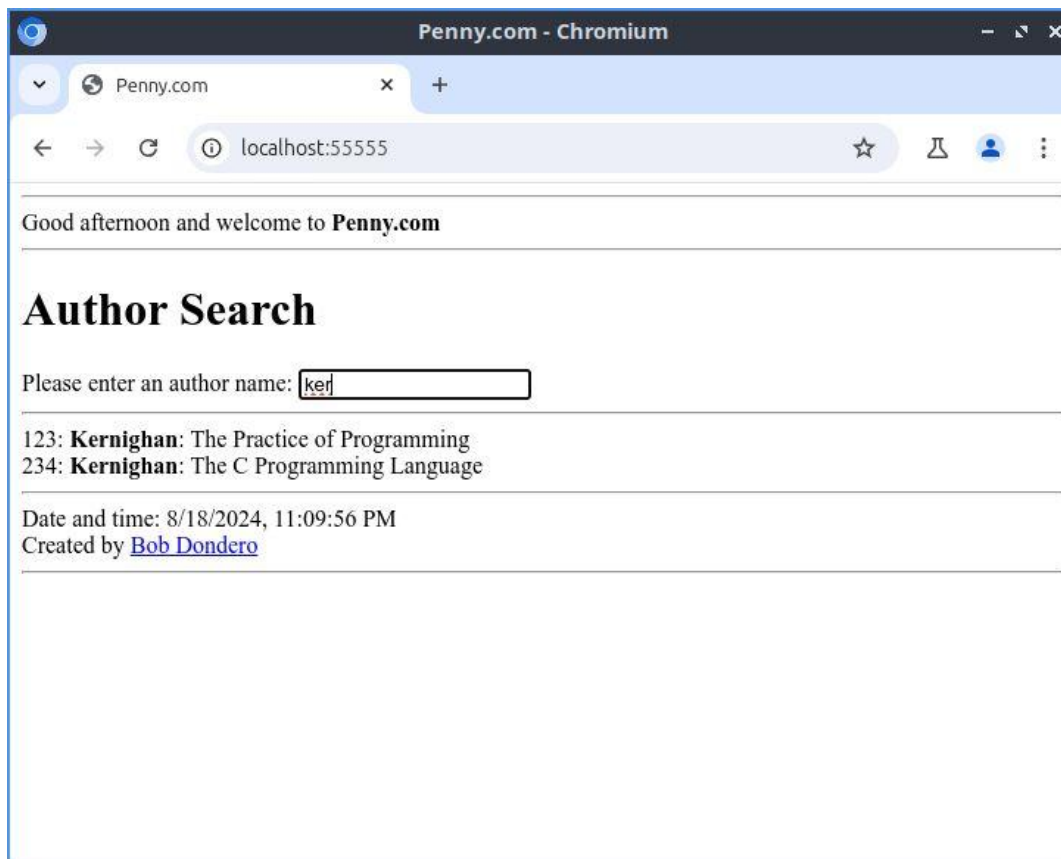 Penny.com - Chromium
Penny.com
localhost:55555
Good afternoon and welcome to Penny.com
Author Search
Please enter an author name: ker
123: Kernighan: The Practice of Programming
234: Kernighan: The C Programming Language
Date and time: 8/18/2024, 11:09:56 PM
Created by Bob Dondero